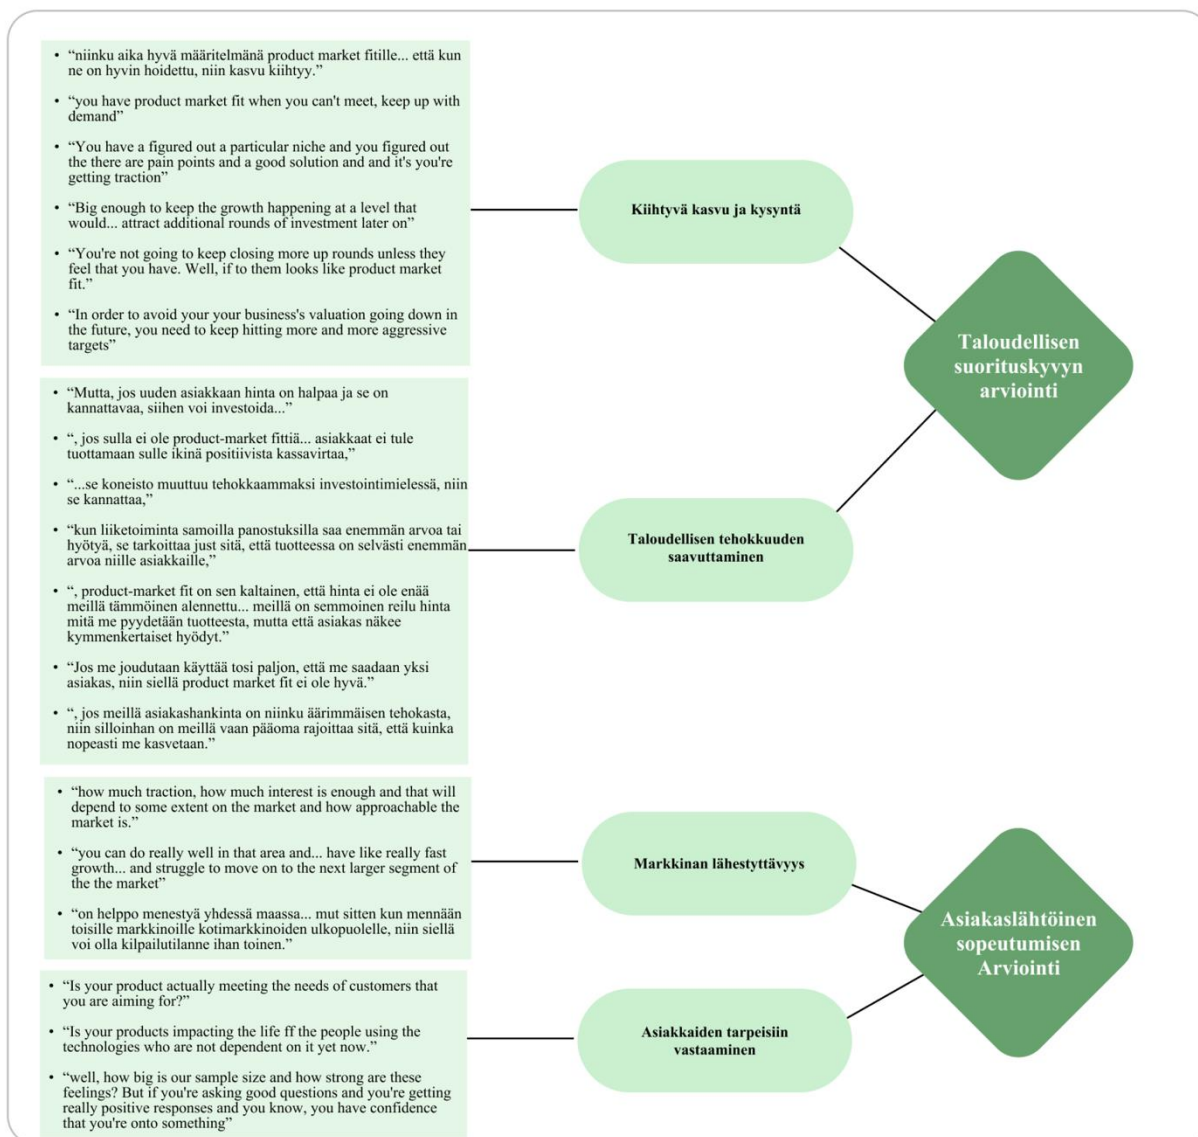 • “niinku aika hyvä määritelmänä product market fitille... että kun
ne on hyvin hoidettu, niin kasvu kiihtyy.”
• “you have product market fit when you can't meet, keep up with
demand”
• “You have a figured out a particular niche and you figured out
the there are pain points and a good solution and and it's you're
getting traction”
• “Big enough to keep the growth happening at a level that
would... attract additional rounds of investment later on”
• “You're not going to keep closing more up rounds unless they
feel that you have. Well, if to them looks like product market
fit.”
• “In order to avoid your your business's valuation going down in
the future, you need to keep hitting more and more aggressive
targets”
Kiihtyvä kasvu ja kysyntä
• “Mutta, jos uuden asiakkaan hinta on halpaa ja se on
kannattavaa, siihen voi investoida...”
• “, jos sulla ei ole product-market fittiä... asiakkaat ei tule
tuottamaan sulle ikinä positiivista kassavirtaa,”
• “...se koneisto muuttuu tehokkaammaksi investointimielessä, niin
se kannattaa,”
• “kun liiketoiminta samoilla panostuksilla saa enemmän arvoa tai
hyötyä, se tarkoittaa just sitä, että tuotteessa on selvästi enemmän
arvoa niille asiakkaille,”
• “, product-market fit on sen kaltainen, että hinta ei ole enää
meillä tämmöinen alennettu... meillä on semmoinen reilu hinta
mitä me pyydetään tuotteesta, mutta että asiakas näkee
kymmenkertaiset hyödyt.”
• “Jos me joudutaan käyttää tosi paljon, että me saadaan yksi
asiakas, niin siellä product market fit ei ole hyvä.”
• “, jos meillä asiakashankinta on niinku äärimmäisen tehokasta,
niin silloinhan on meillä vaan pääoma rajoittaa sitä, että kuinka
nopeasti me kasvetaan.”
Taloudellisen tehokkuuden
saavuttaminen
Taloudellisen
suorituskyvyn
arviointi
• “how much traction, how much interest is enough and that will
depend to some extent on the market and how approachable the
market is.”
• “you can do really well in that area and... have like really fast
growth... and struggle to move on to the next larger segment of
the the market”
• “on helppo menestyä yhdessä maassa... mut sitten kun mennään
toisille markkinoille kotimarkkinoiden ulkopuolelle, niin siellä
voi olla kilpailutilanne ihan toinen.”
Markkinan lähestyttävyys
• “Is your product actually meeting the needs of customers that
you are aiming for?”
• “Is your products impacting the life ff the people using the
technologies who are not dependent on it yet now.”
• “well, how big is our sample size and how strong are these
feelings? But if you're asking good questions and you're getting
really positive responses and you know, you have confidence
that you're onto something”
Asiakkaiden tarpeisiin
vastaaminen
Asiakaslähtöinen
sopeutumisen
Arviointi